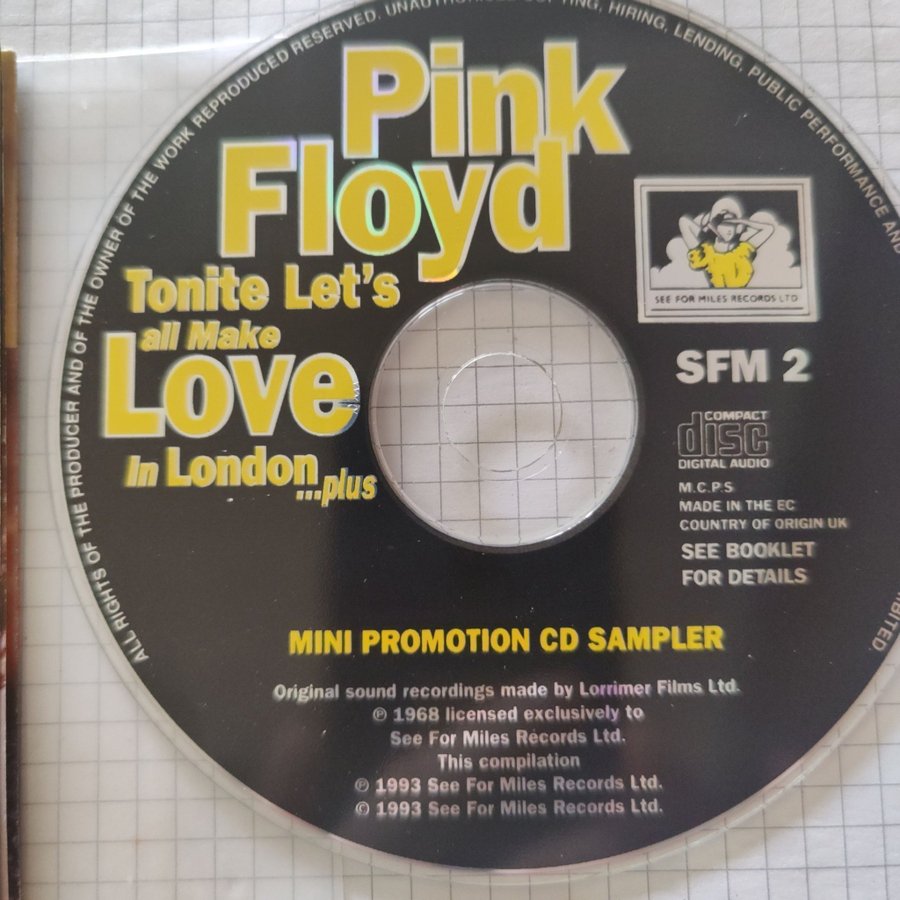 ALL RIGHTS OF THE PRODUCER AND OF THE OWNER OF THE WORK REPRODUCED RESERVED. UNAUTHORISED COPYING, HIRING, LENDING, PUBLIC PERFORMANCE AND
Pink
Floyd
Tonite Let's
all Make
Love
In London
...plus
SEE FOR MILES RECORDS LTD
SFM 2
COMPACT
disc
DIGITAL AUDIO
M.C.P.S
MADE IN THE EC
COUNTRY OF ORIGIN UK
SEE BOOKLET
FOR DETAILS
MINI PROMOTION CD SAMPLER
Original sound recordings made by Lorrimer Films Ltd.
℗ 1968 licensed exclusively to
See For Miles Records Ltd.
This compilation
℗ 1993 See For Miles Records Ltd.
© 1993 See For Miles Records Ltd.